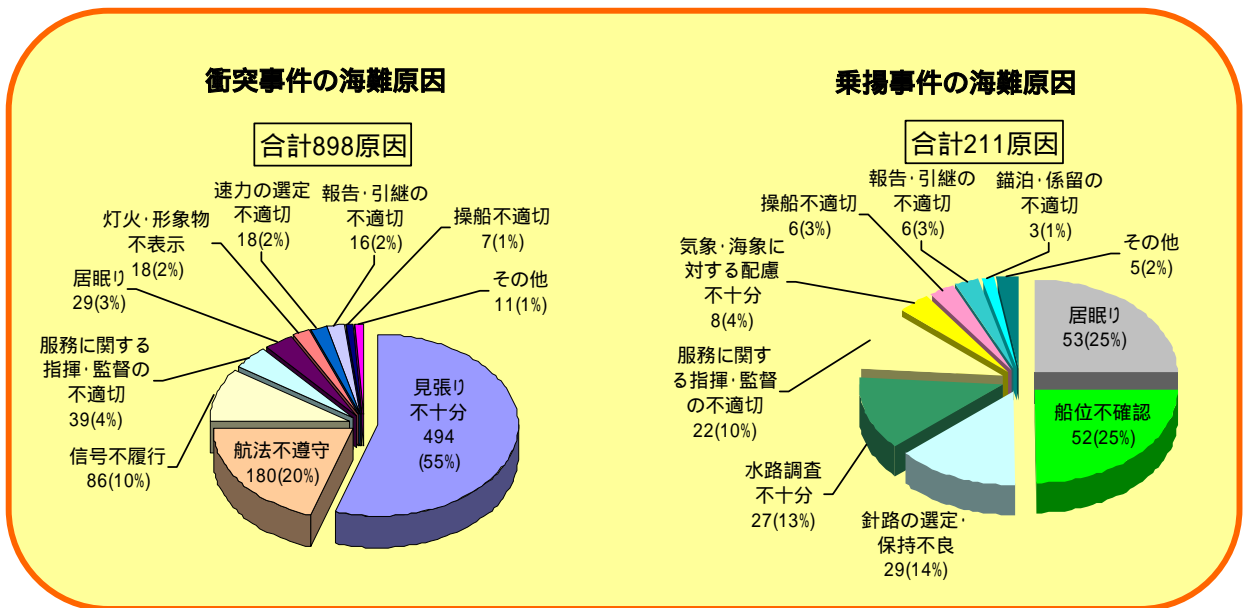 衝突事件の海難原因
合計898原因
見張り
不十分
494
(55%)
航法不遵守
180(20%)
信号不履行
86(10%)
服務に関する
指揮・監督の
不適切
39(4%)
居眠り
29(3%)
灯火・形象物
不表示
18(2%)
速力の選定
不適切
18(2%)
報告・引継の
不適切
16(2%)
操船不適切
7(1%)
その他
11(1%)
乗揚事件の海難原因
合計211原因
居眠り
53(25%)
船位不確認
52(25%)
針路の選定・
保持不良
29(14%)
水路調査
不十分
27(13%)
服務に関す
る指揮・監督
の不適切
22(10%)
気象・海象に
対する配慮
不十分
8(4%)
操船不適切
6(3%)
報告・引継の
不適切
6(3%)
錨泊・係留の
不適切
3(1%)
その他
5(2%)